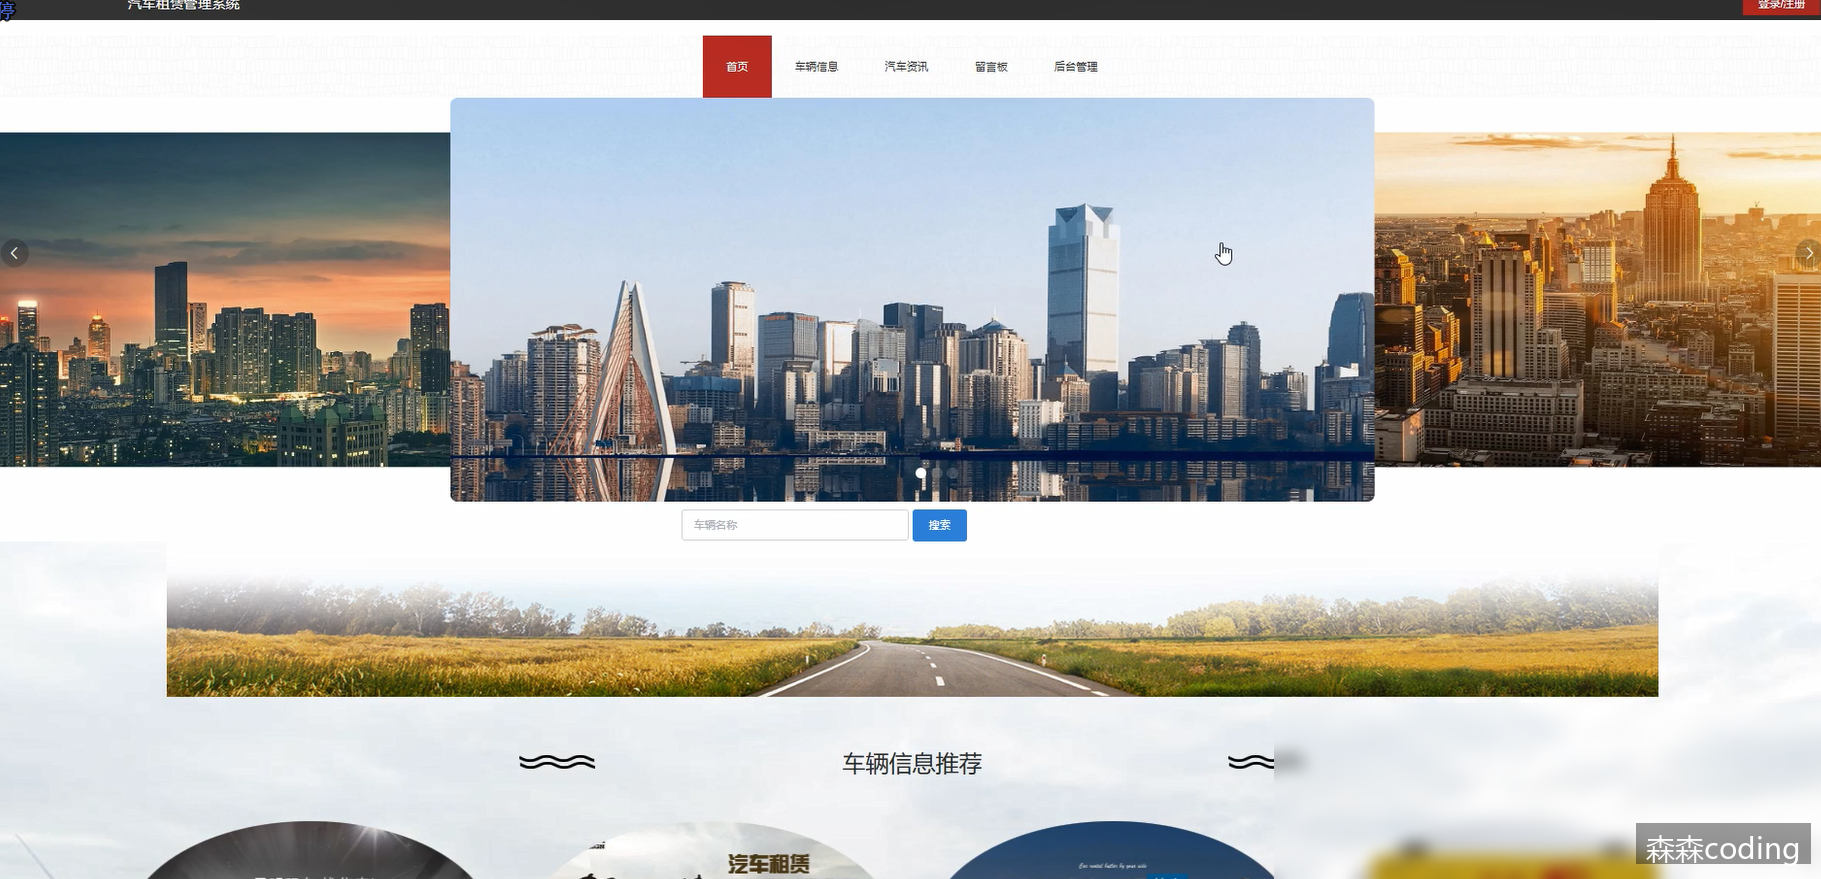 停
汽车租赁管理系统
登录/注册
首页 车辆信息 汽车资讯 留言板 后台管理
车辆名称 搜索
车辆信息推荐
汽车租赁
森森coding